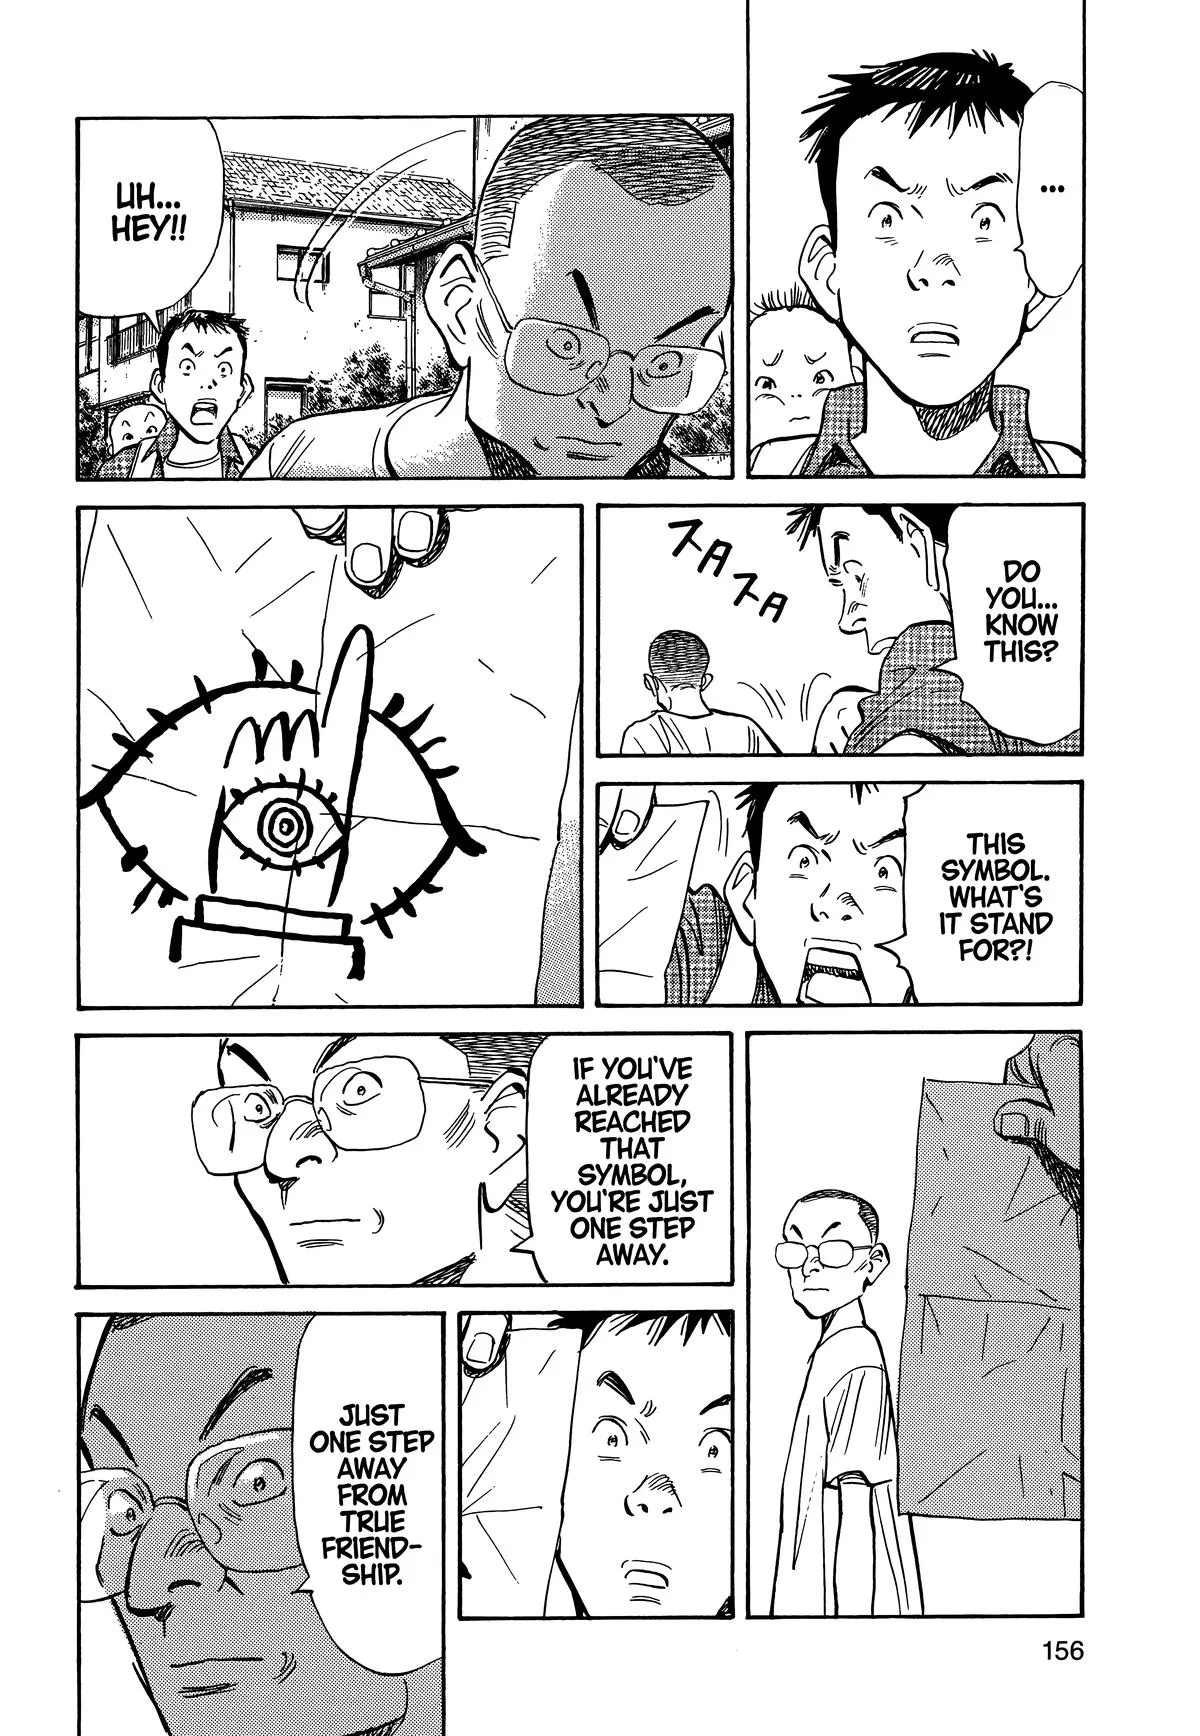 ...
UH...
HEY!!
DO
YOU...
KNOW
THIS?
スタ
スタ
THIS
SYMBOL.
WHAT'S
IT STAND
FOR?!
IF YOU'VE
ALREADY
REACHED
THAT
SYMBOL,
YOU'RE JUST
ONE STEP
AWAY.
JUST
ONE STEP
AWAY
FROM
TRUE
FRIEND-
SHIP.
156